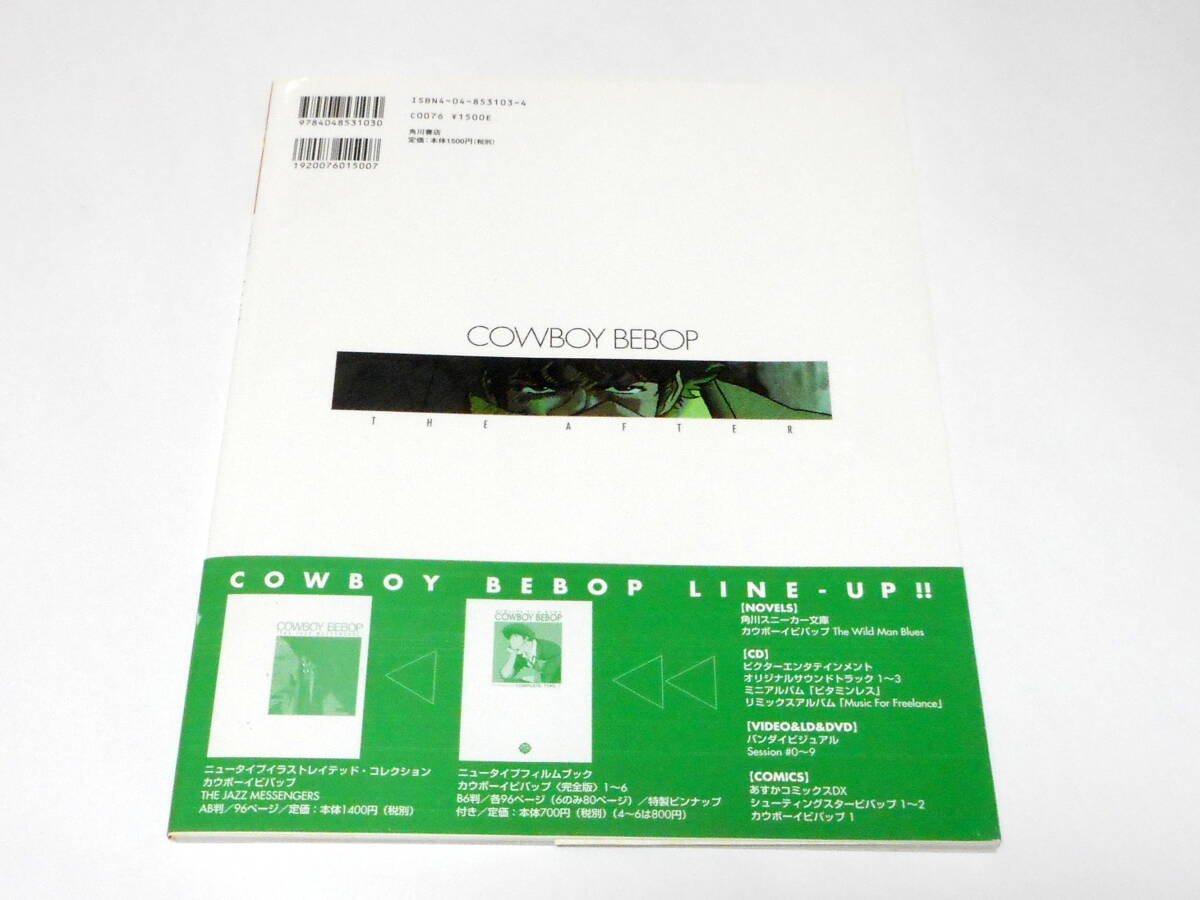 ISBN4-04-853103-4
C0076 ¥1500E
9784048531030
角川書店
定価：本体1500円(税別)
1920076015007
COWBOY BEBOP
THE AFTER
COWBOY BEBOP LINE-UP!!
COWBOY BEBOP
THE JAZZ MESSENGERS
ニュータイプイラストレイテッド・コレクション
カウボーイビバップ
THE JAZZ MESSENGERS
AB判／96ページ／定価：本体1400円（税別）
COWBOY BEBOP
ニュータイプフィルムブック
カウボーイビバップ〈完全版〉1〜6
B6判／各96ページ（6のみ80ページ）／特製ピンナップ
付き／定価：本体700円（税別）（4〜6は800円）
【NOVELS】
角川スニーカー文庫
カウボーイビバップ The Wild Man Blues
【CD】
ビクターエンタテインメント
オリジナルサウンドトラック 1〜3
ミニアルバム「ビタミンレス」
リミックスアルバム「Music For Freelance」
【VIDEO&LD&DVD】
バンダイビジュアル
Session #0〜9
【COMICS】
あすかコミックスDX
シューティングスタービバップ 1〜2
カウボーイビバップ 1